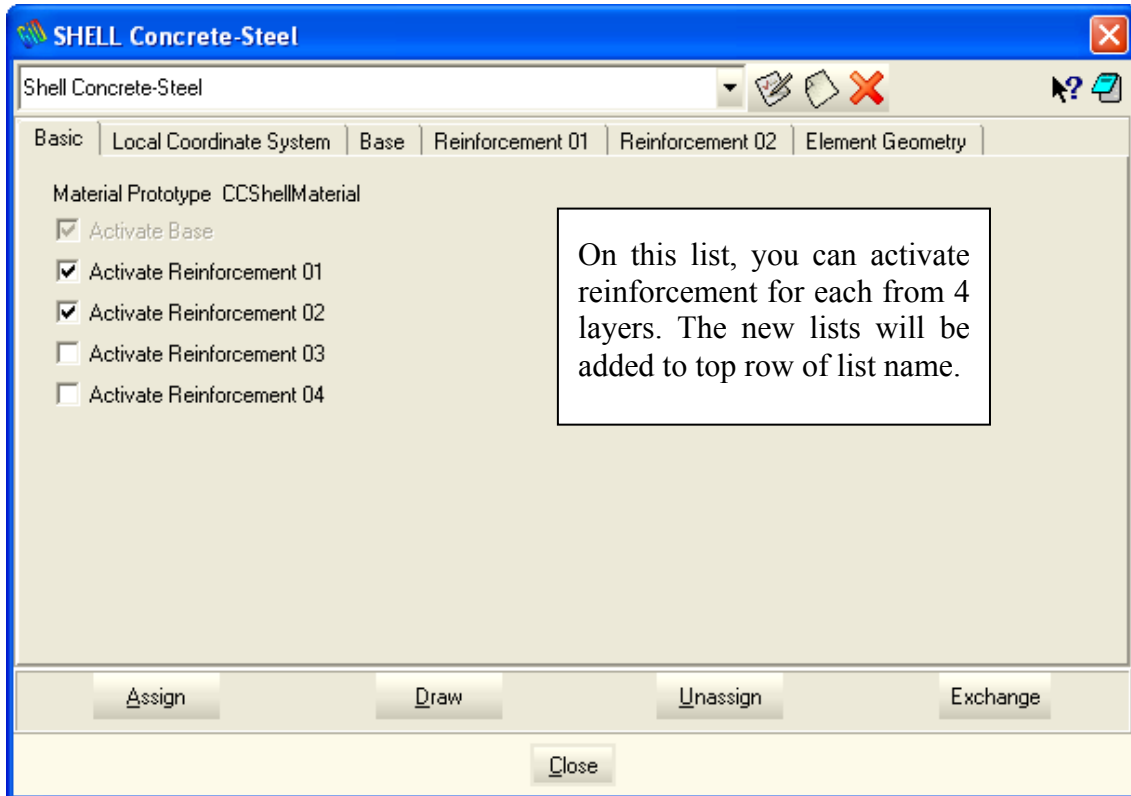 SHELL Concrete-Steel
Shell Concrete-Steel
Basic Local Coordinate System Base Reinforcement 01 Reinforcement 02 Element Geometry
Material Prototype CCShellMaterial
Activate Base
Activate Reinforcement 01
Activate Reinforcement 02
Activate Reinforcement 03
Activate Reinforcement 04
On this list, you can activate
reinforcement for each from 4
layers. The new lists will be
added to top row of list name.
Assign Draw Unassign Exchange
Close